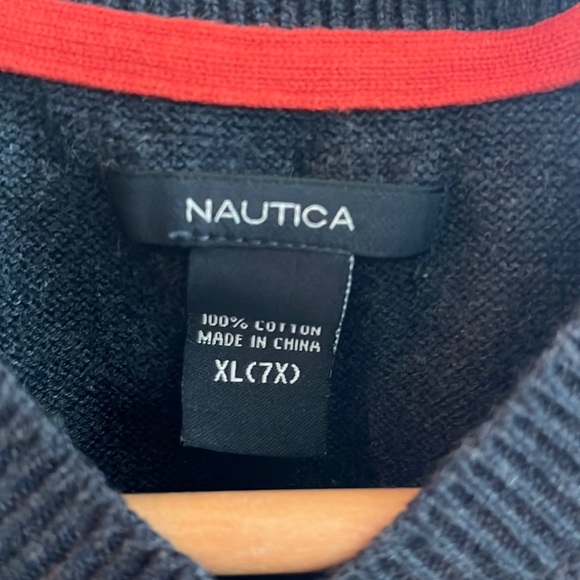 NAUTICA
100% COTTON
MADE IN CHINA
XL(7X)